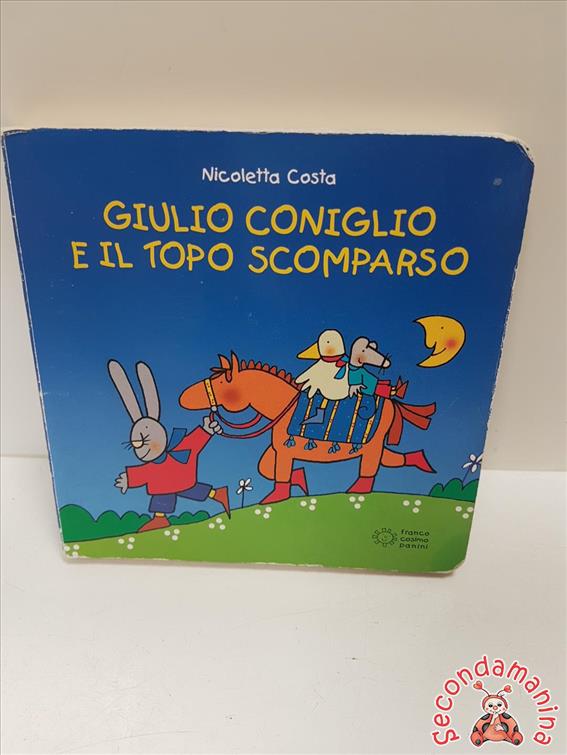 Nicoletta Costa
GIULIO CONIGLIO
E IL TOPO SCOMPARSO
franco
cosimo
panini
Secondamanina